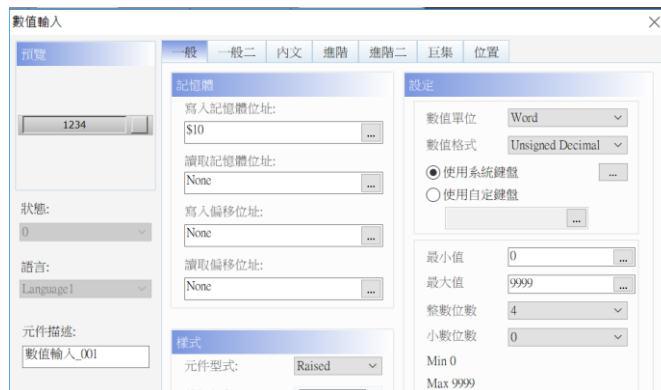 數值輸入
預覽
1234
狀態:
0
語言:
Language1
元件描述:
數值輸入_001
一般 一般二 內文 進階 進階二 巨集 位置
記憶體
寫入記憶體位址:
$10
...
讀取記憶體位址:
None
...
寫入偏移位址:
None
...
讀取偏移位址:
None
...
樣式
元件型式: Raised
設定
數值單位 Word
數值格式 Unsigned Decimal
使用系統鍵盤 ...
使用自定鍵盤
...
最小值 0 ...
最大值 9999 ...
整數位數 4
小數位數 0
Min 0
Max 9999